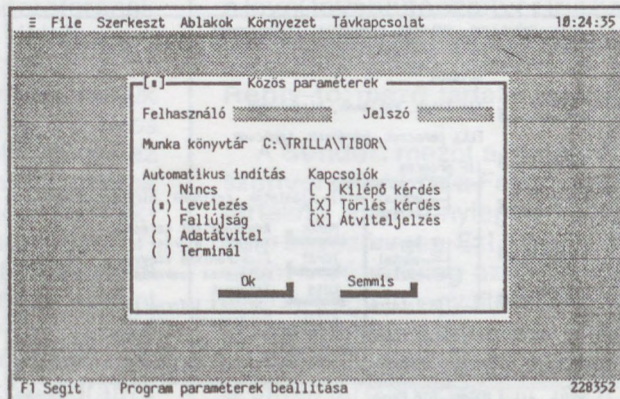 ≡ File Szerkeszt Ablakok Környezet Távkapcsolat 10:24:35
[■] Közös paraméterek
Felhasználó Jelszó
Munka könyvtár C:\TRILLA\TIBOR\
Automatikus indítás Kapcsolók
( ) Nincs [ ] Kilépő kérdés
(•) Levelezés [X] Törlés kérdés
( ) Faliújság [X] Átviteljelzés
( ) Adatátvitel
( ) Terminál
Ok Semmis
F1 Segít Program paraméterek beállítása 228352